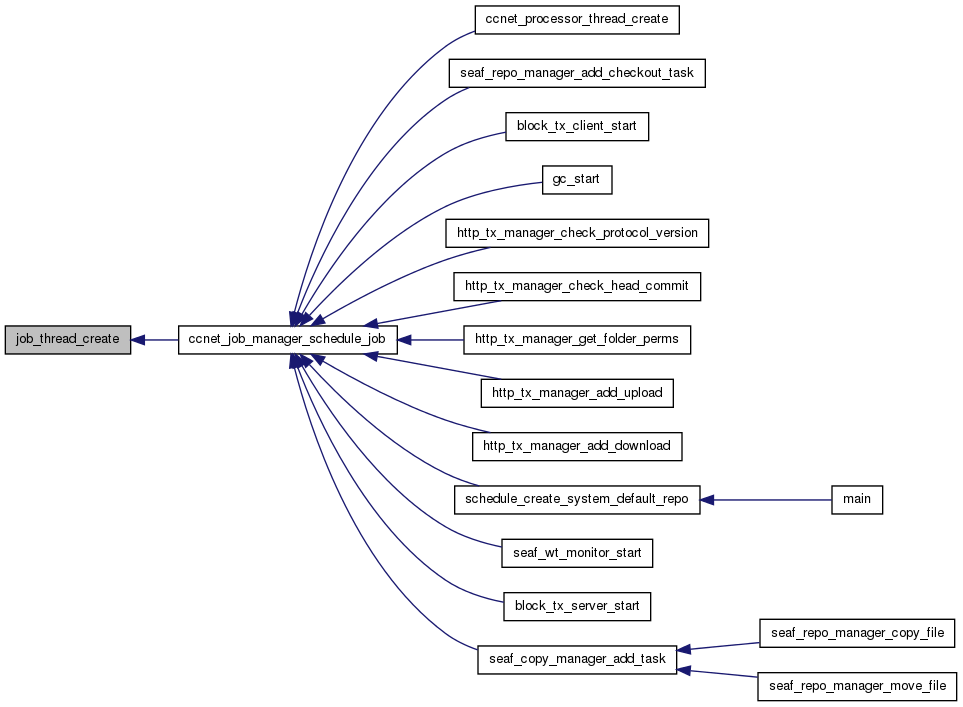 ccnet_processor_thread_create
seaf_repo_manager_add_checkout_task
block_tx_client_start
gc_start
http_tx_manager_check_protocol_version
http_tx_manager_check_head_commit
job_thread_create
ccnet_job_manager_schedule_job
http_tx_manager_get_folder_perms
http_tx_manager_add_upload
http_tx_manager_add_download
schedule_create_system_default_repo
main
seaf_wt_monitor_start
block_tx_server_start
seaf_copy_manager_add_task
seaf_repo_manager_copy_file
seaf_repo_manager_move_file